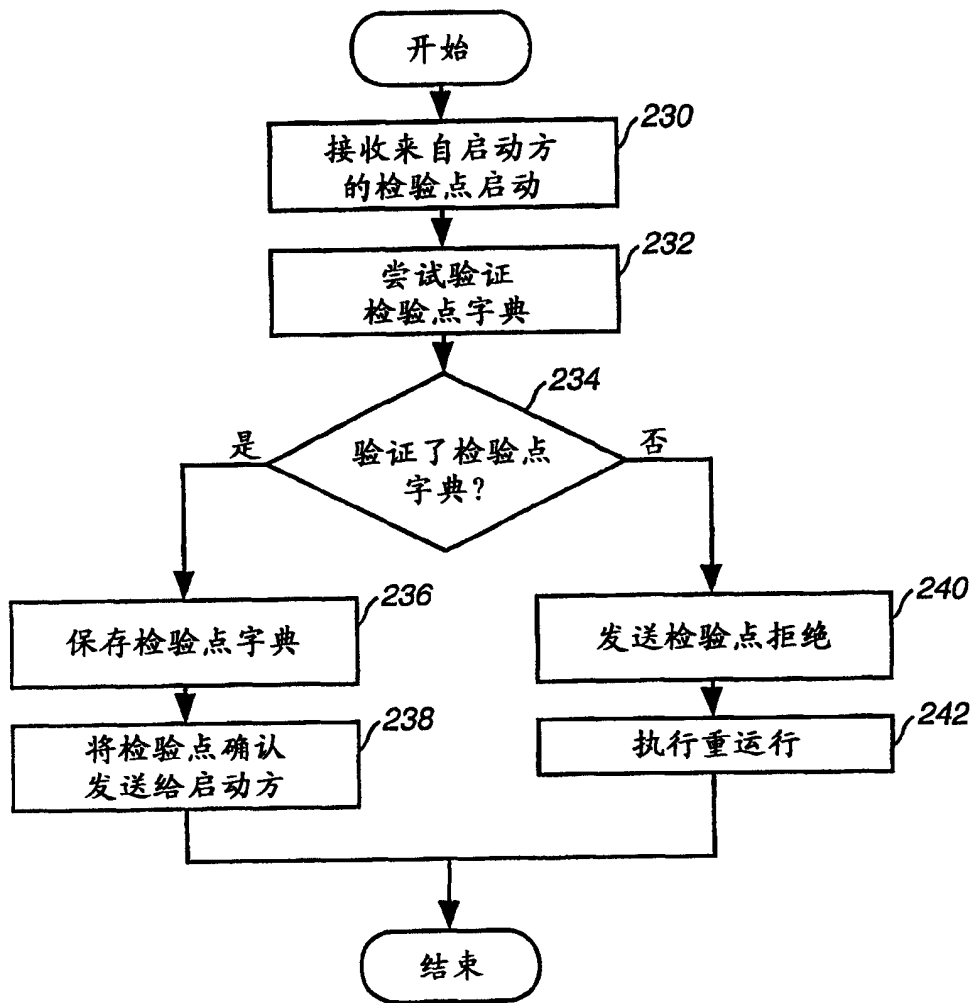 开始
230
接收来自启动方
的检验点启动
232
尝试验证
检验点字典
234
是
验证了检验点
字典？
否
236
保存检验点字典
240
发送检验点拒绝
238
将检验点确认
发送给启动方
242
执行重运行
结束